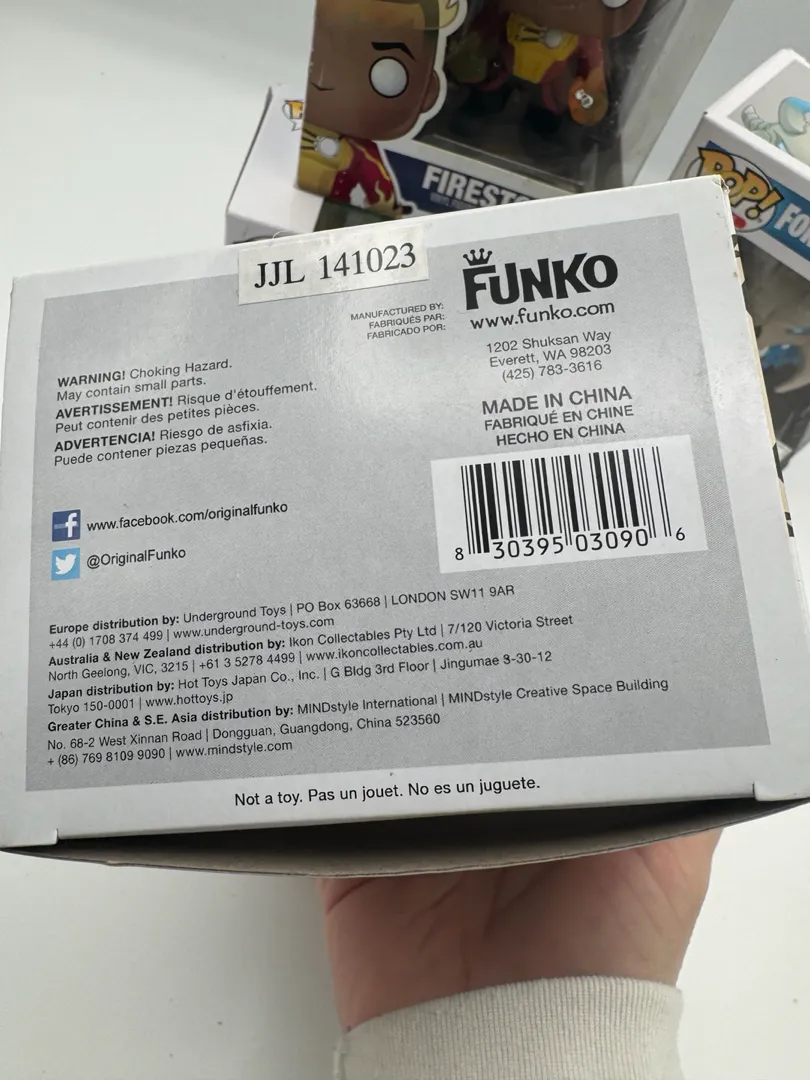 FIREST
POP!
JJL 141023
FUNKO
www.funko.com
MANUFACTURED BY:
FABRIQUÉS PAR:
FABRICADO POR:
1202 Shuksan Way
Everett, WA 98203
(425) 783-3616
MADE IN CHINA
FABRIQUÉ EN CHINE
HECHO EN CHINA
WARNING! Choking Hazard.
May contain small parts.
AVERTISSEMENT! Risque d'étouffement.
Peut contenir des petites pièces.
ADVERTENCIA! Riesgo de asfixia.
Puede contener piezas pequeñas.
8 30395 03090 6
f www.facebook.com/originalfunko
@OriginalFunko
Europe distribution by: Underground Toys | PO Box 63668 | LONDON SW11 9AR
+44 (0) 1708 374 499 | www.underground-toys.com
Australia & New Zealand distribution by: Ikon Collectables Pty Ltd | 7/120 Victoria Street
North Geelong, VIC, 3215 | +61 3 5278 4499 | www.ikoncollectables.com.au
Japan distribution by: Hot Toys Japan Co., Inc. | G Bldg 3rd Floor | Jingumae 3-30-12
Tokyo 150-0001 | www.hottoys.jp
Greater China & S.E. Asia distribution by: MINDstyle International | MINDstyle Creative Space Building
No. 68-2 West Xinnan Road | Dongguan, Guangdong, China 523560
+ (86) 769 8109 9090 | www.mindstyle.com
Not a toy. Pas un jouet. No es un juguete.